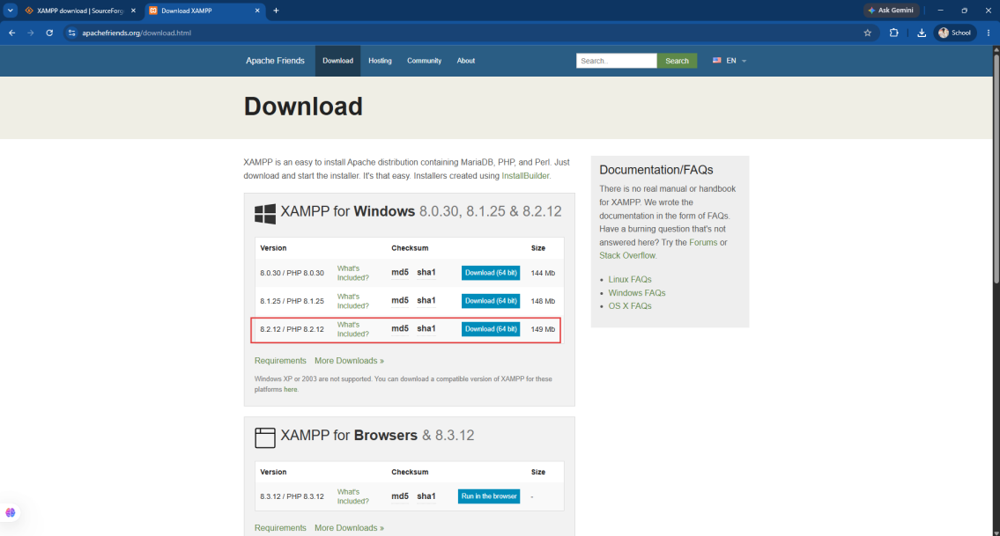 XAMPP download | SourceForg
Download XAMPP
Ask Gemini
apachefriends.org/download.html
School
Apache Friends
Download
Hosting
Community
About
Search..
Search
EN
Download
XAMPP is an easy to install Apache distribution containing MariaDB, PHP, and Perl. Just
download and start the installer. It's that easy. Installers created using InstallBuilder.
XAMPP for Windows 8.0.30, 8.1.25 & 8.2.12
Version Checksum Size
8.0.30 / PHP 8.0.30 What's Included? md5 sha1 Download (64 bit) 144 Mb
8.1.25 / PHP 8.1.25 What's Included? md5 sha1 Download (64 bit) 148 Mb
8.2.12 / PHP 8.2.12 What's Included? md5 sha1 Download (64 bit) 149 Mb
Requirements More Downloads »
Windows XP or 2003 are not supported. You can download a compatible version of XAMPP for these
platforms here.
XAMPP for Browsers & 8.3.12
Version Checksum Size
8.3.12 / PHP 8.3.12 What's Included? md5 sha1 Run in the browser -
Requirements More Downloads »
Documentation/FAQs
There is no real manual or handbook
for XAMPP. We wrote the
documentation in the form of FAQs.
Have a burning question that's not
answered here? Try the Forums or
Stack Overflow.
• Linux FAQs
• Windows FAQs
• OS X FAQs